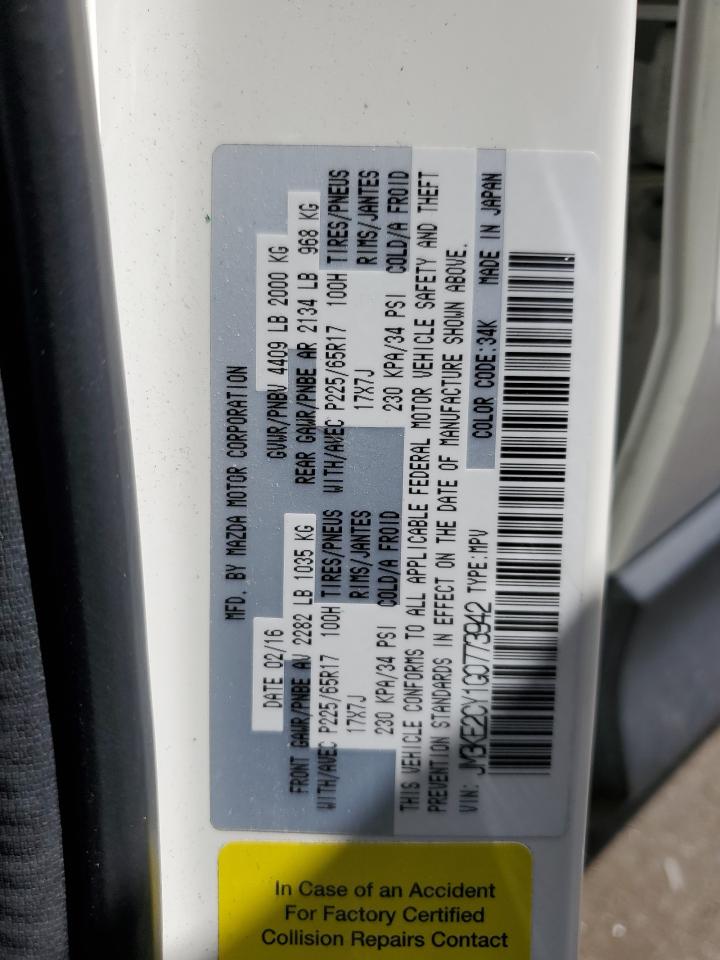 MFD. BY MAZDA MOTOR CORPORATION
DATE 02/16 GVWR/PNBV 4409 LB 2000 KG
FRONT GAWR/PNBE AV 2282 LB 1035 KG REAR GAWR/PNBE AR 2134 LB 968 KG
WITH/AVEC P225/65R17 100H TIRES/PNEUS WITH/AVEC P225/65R17 100H TIRES/PNEUS
17X7J RIMS/JANTES 17X7J RIMS/JANTES
230 KPA/34 PSI COLD/A FROID 230 KPA/34 PSI COLD/A FROID
THIS VEHICLE CONFORMS TO ALL APPLICABLE FEDERAL MOTOR VEHICLE SAFETY AND THEFT
PREVENTION STANDARDS IN EFFECT ON THE DATE OF MANUFACTURE SHOWN ABOVE.
VIN: JM3KE2CY1G0773942 TYPE:MPV COLOR CODE:34K MADE IN JAPAN
In Case of an Accident
For Factory Certified
Collision Repairs Contact